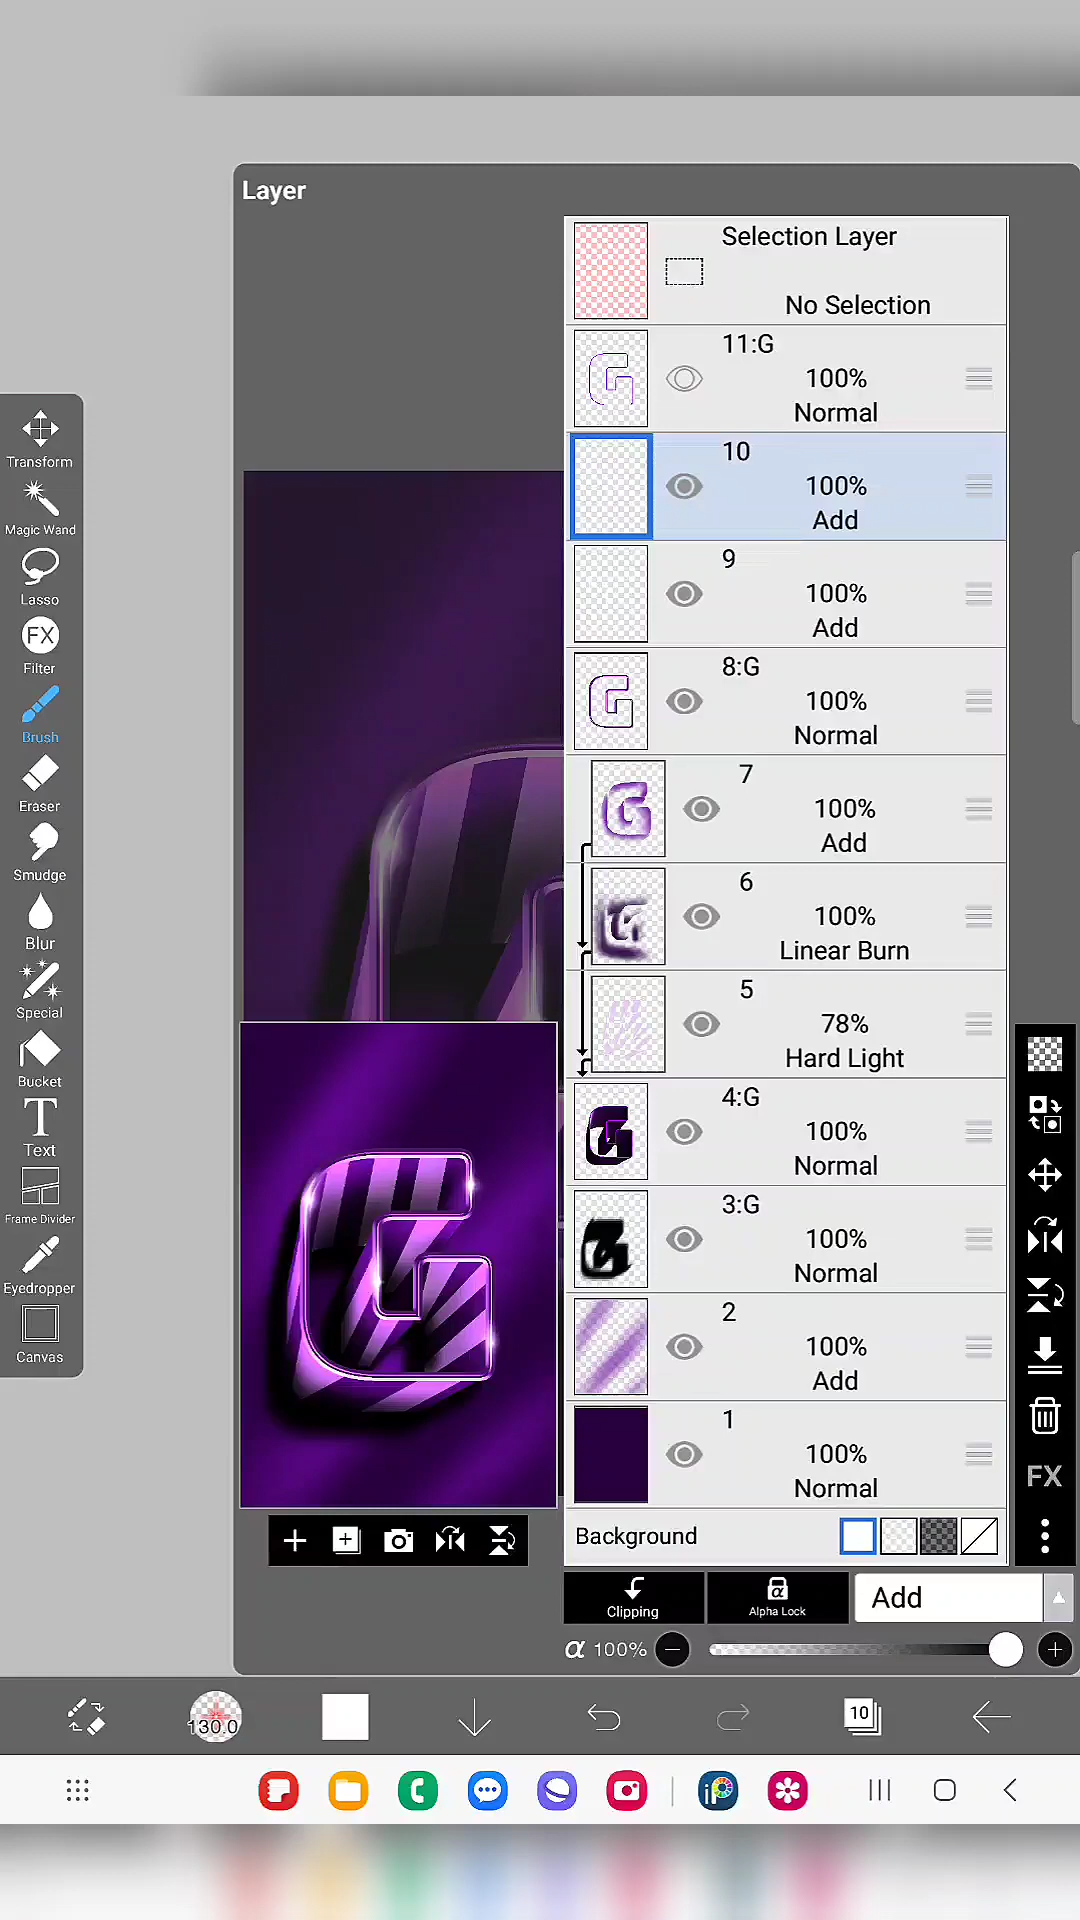 Layer
Selection Layer
No Selection
11:G
100%
Normal
10
100%
Add
9
100%
Add
8:G
100%
Normal
7
100%
Add
6
100%
Linear Burn
5
78%
Hard Light
4:G
100%
Normal
3:G
100%
Normal
2
100%
Add
1
100%
Normal
Background
Transform
Magic Wand
Lasso
FX
Filter
Brush
Eraser
Smudge
Blur
Special
Bucket
T
Text
Frame Divider
Eyedropper
Canvas
G
FX
Clipping
α
Alpha Lock
Add
α 100%
130.0
10
iP